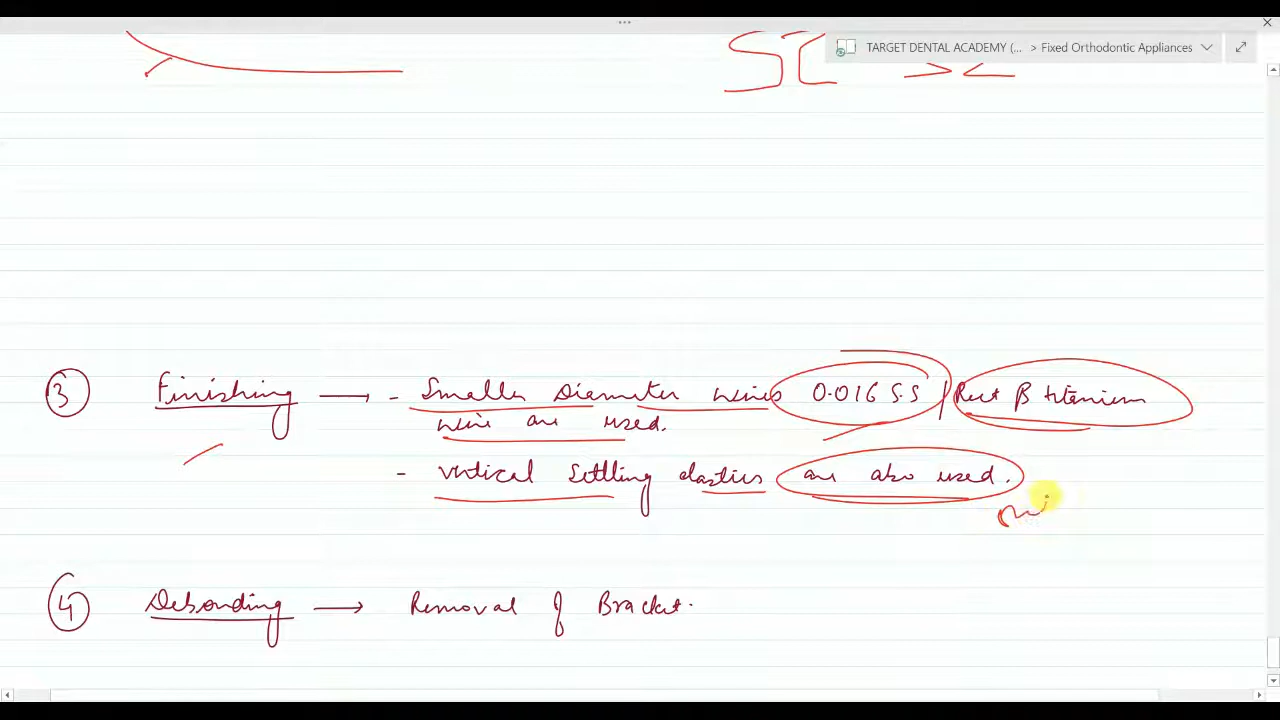 TARGET DENTAL ACADEMY (... > Fixed Orthodontic Appliances
③ Finishing → - Smaller Diameter wires 0.016 S.S / Rect β titanium
wire are used.
- vertical settling elastics are also used.
④ Debonding → Removal of Bracket.